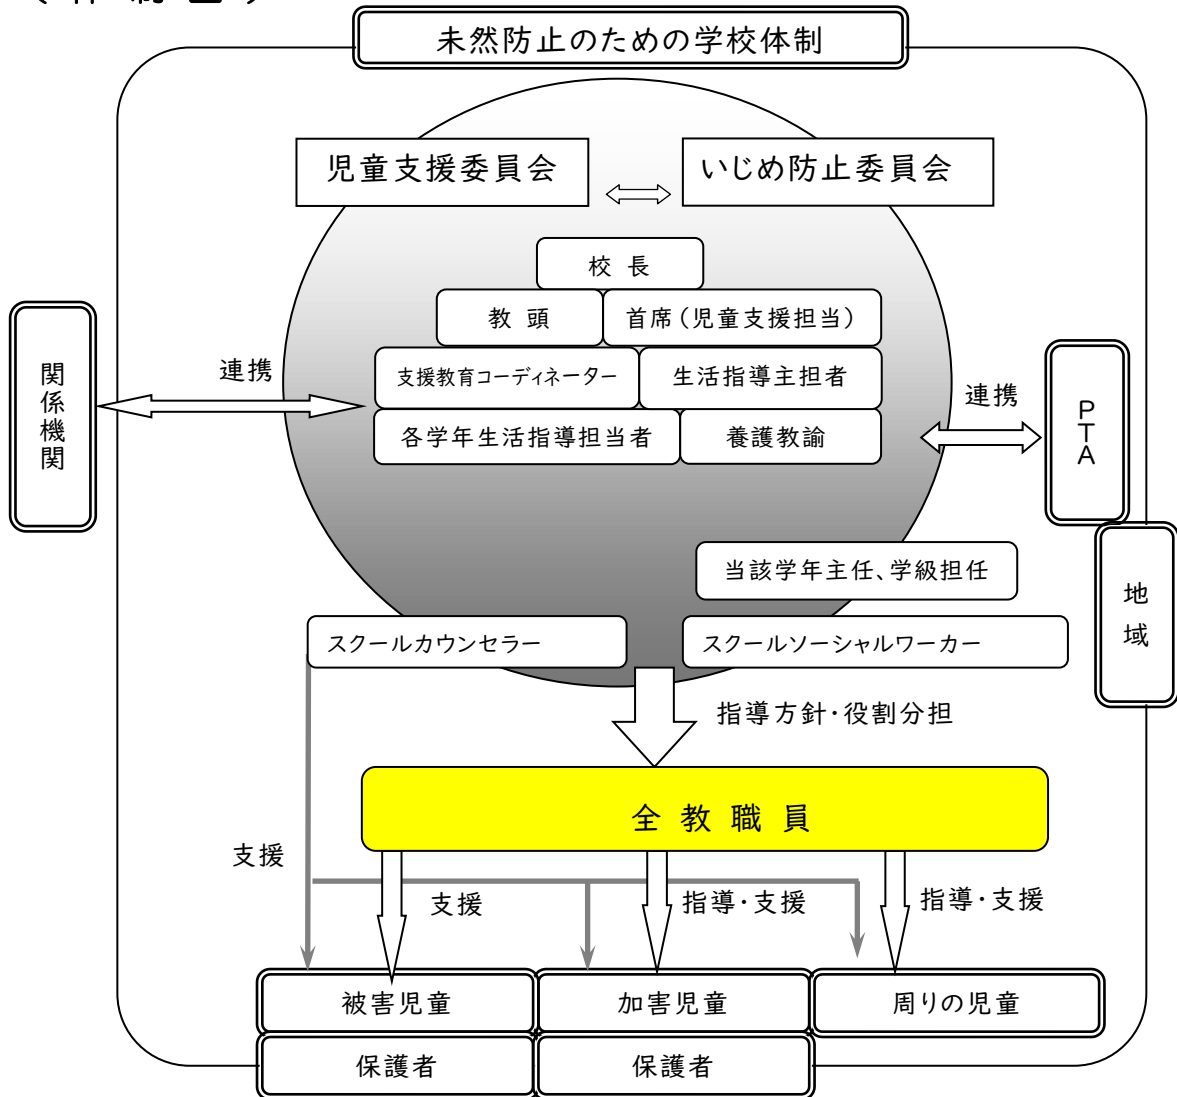 未然防止のための学校体制
児童支援委員会
いじめ防止委員会
校 長
教 頭
首席(児童支援担当)
支援教育コーディネーター
生活指導主担者
各学年生活指導担当者
養護教諭
関係機関
連携
連携
PTA
地域
当該学年主任、学級担任
スクールカウンセラー
スクールソーシャルワーカー
指導方針・役割分担
全 教 職 員
支援
支援
指導・支援
指導・支援
被害児童
加害児童
周りの児童
保護者
保護者